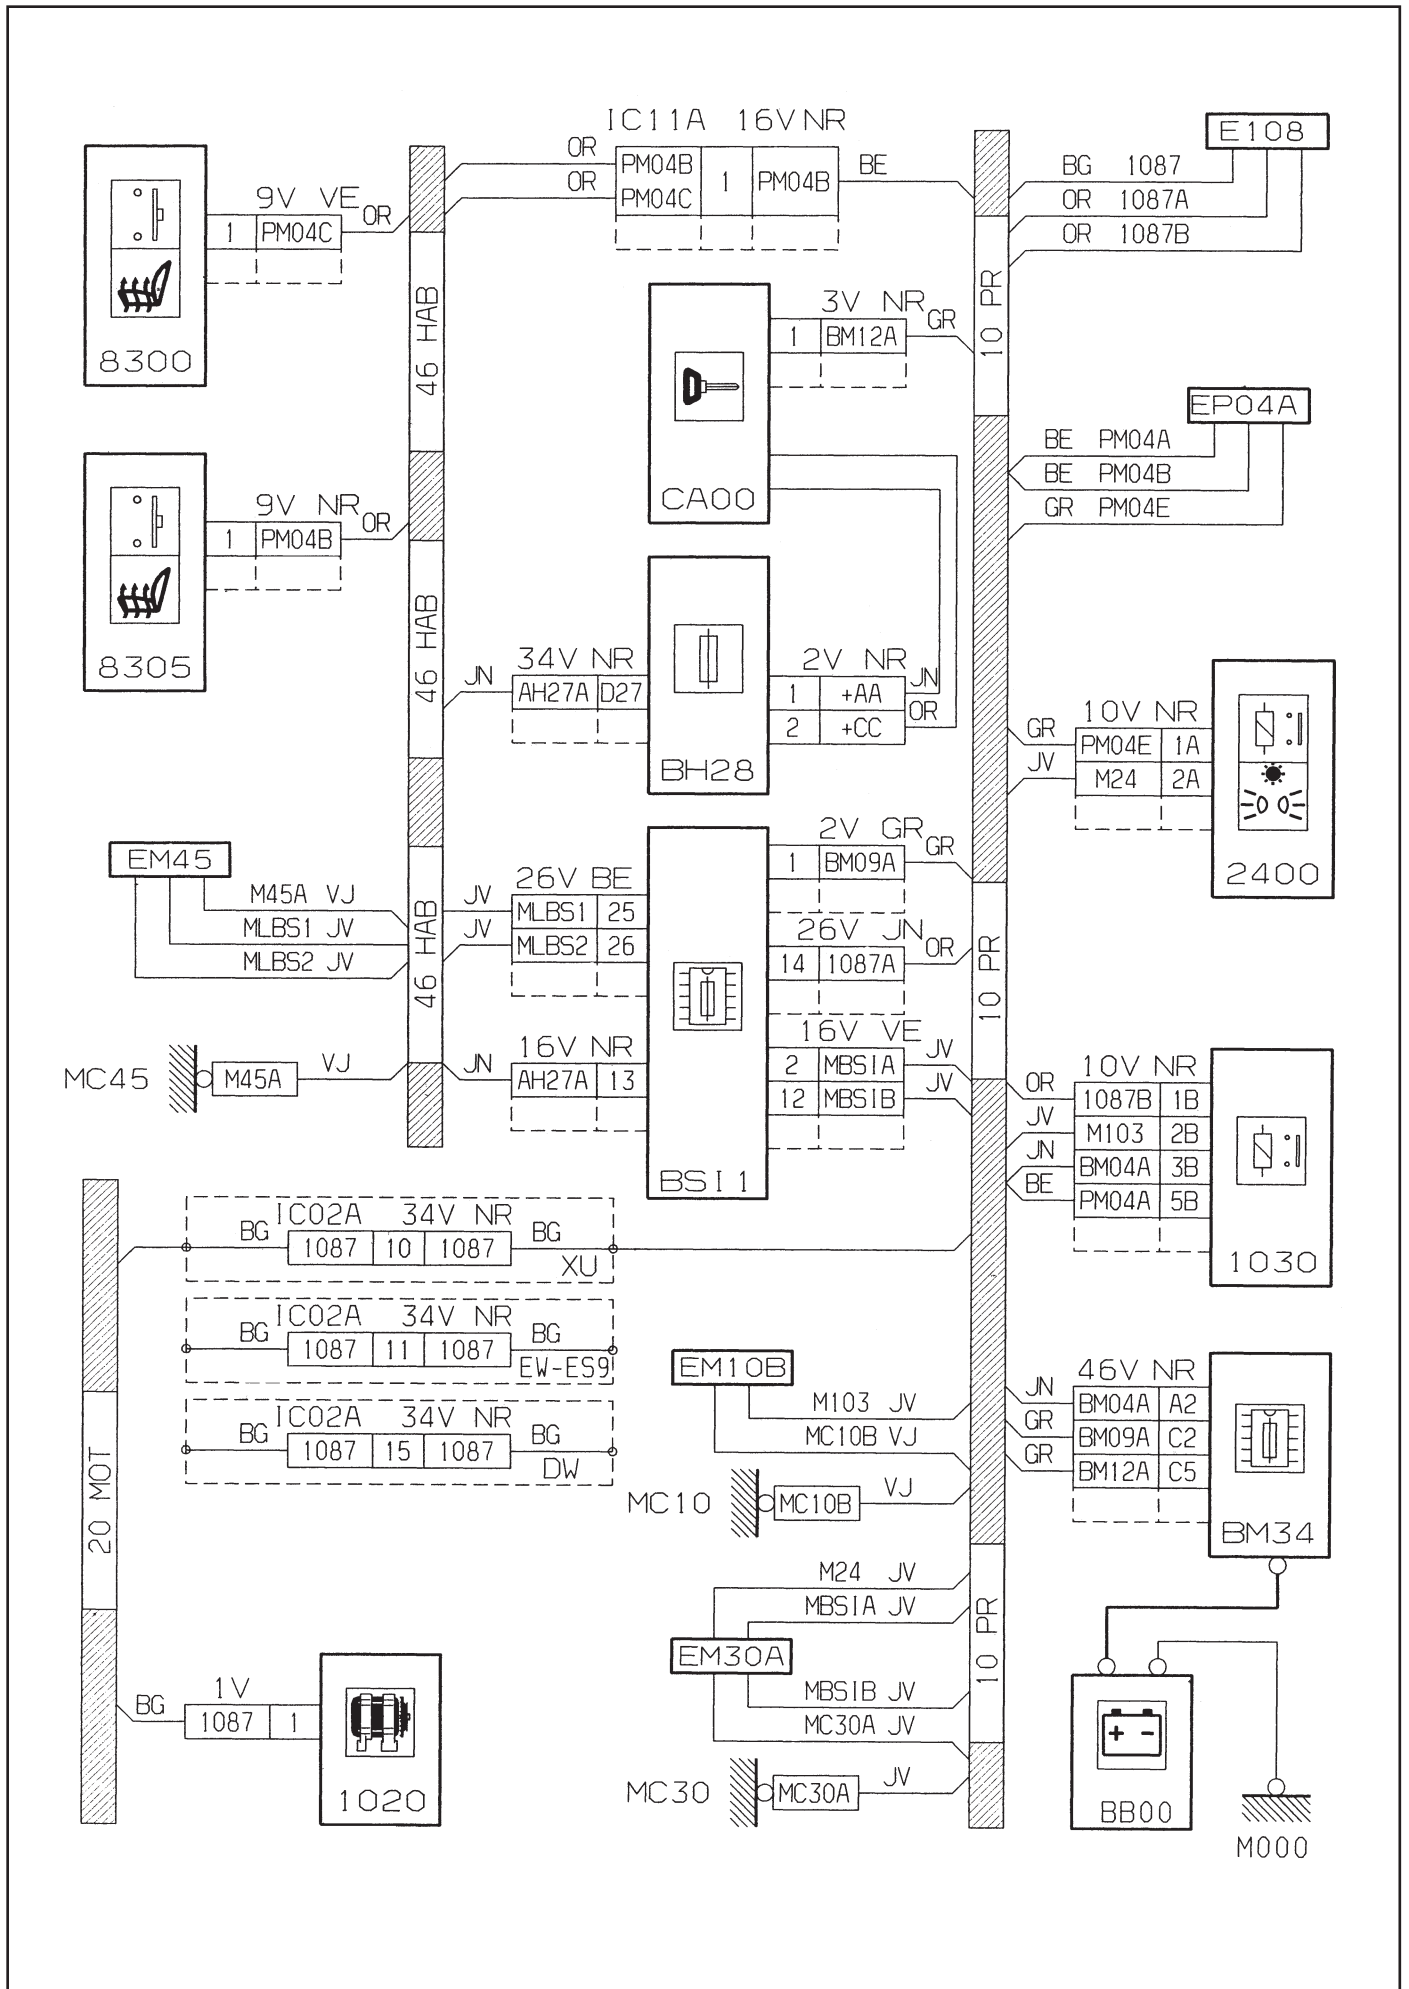 IC11A 16V NR
OR PM04B 1 PM04B BE
OR PM04C
E108
BG 1087
OR 1087A
OR 1087B
9V VE
1 PM04C OR
8300
46 HAB
10 PR
3V NR
1 BM12A GR
CA00
EP04A
BE PM04A
BE PM04B
GR PM04E
9V NR
1 PM04B OR
8305
46 HAB
34V NR
JN AH27A D27
2V NR
1 +AA JN
2 +CC OR
BH28
10V NR
GR PM04E 1A
JV M24 2A
2400
EM45
M45A VJ
MLBS1 JV
MLBS2 JV
46 HAB
26V BE
JV MLBS1 25
JV MLBS2 26
2V GR
1 BM09A GR
26V JN
14 1087A OR
10 PR
MC45 M45A VJ
16V NR
JN AH27A 13
16V VE
2 MBSIA JV
12 MBSIB JV
BSI1
10V NR
OR 1087B 1B
JV M103 2B
JN BM04A 3B
BE PM04A 5B
1030
IC02A 34V NR
BG 1087 10 1087 BG
XU
IC02A 34V NR
BG 1087 11 1087 BG
EW-ES9
IC02A 34V NR
BG 1087 15 1087 BG
DW
20 MOT
EM10B
M103 JV
MC10B VJ
MC10 MC10B VJ
46V NR
JN BM04A A2
GR BM09A C2
GR BM12A C5
BM34
M24 JV
MBSIA JV
EM30A
MBSIB JV
MC30A JV
10 PR
MC30 MC30A JV
1V
BG 1087 1
1020
+ -
BB00
M000